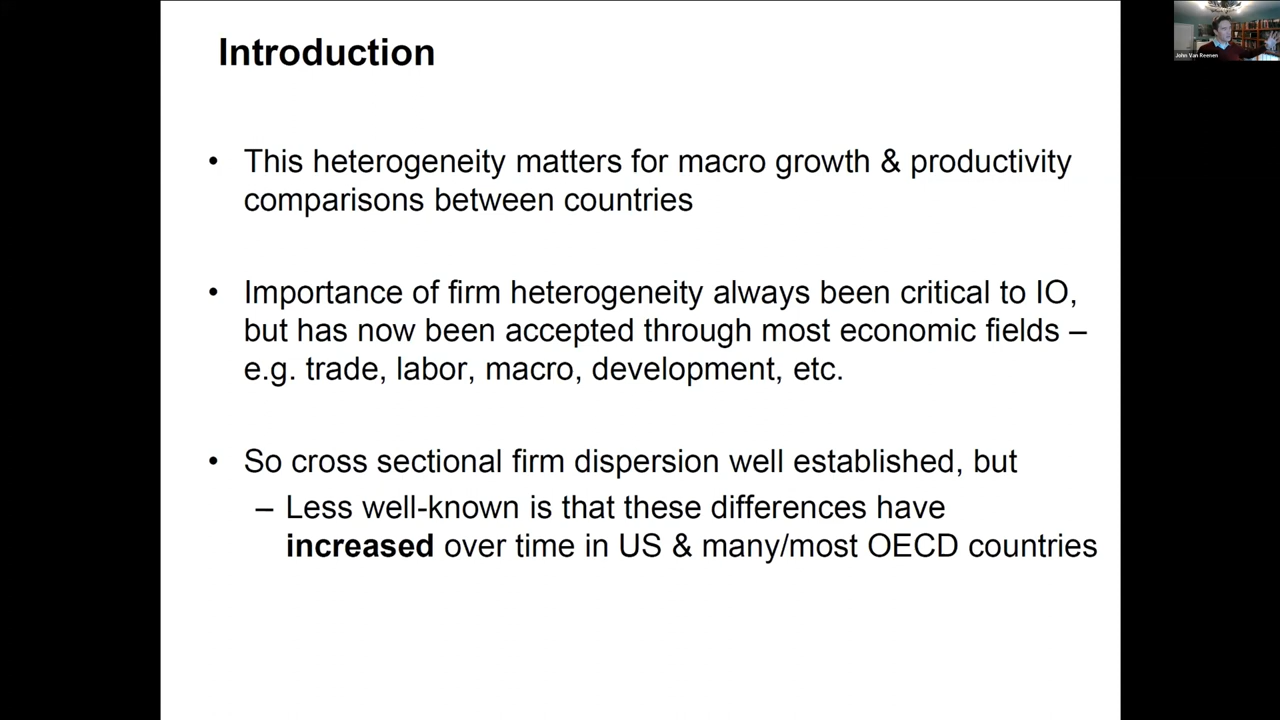 Introduction
• This heterogeneity matters for macro growth & productivity
comparisons between countries
• Importance of firm heterogeneity always been critical to IO,
but has now been accepted through most economic fields –
e.g. trade, labor, macro, development, etc.
• So cross sectional firm dispersion well established, but
– Less well-known is that these differences have
increased over time in US & many/most OECD countries
John Van Reenen